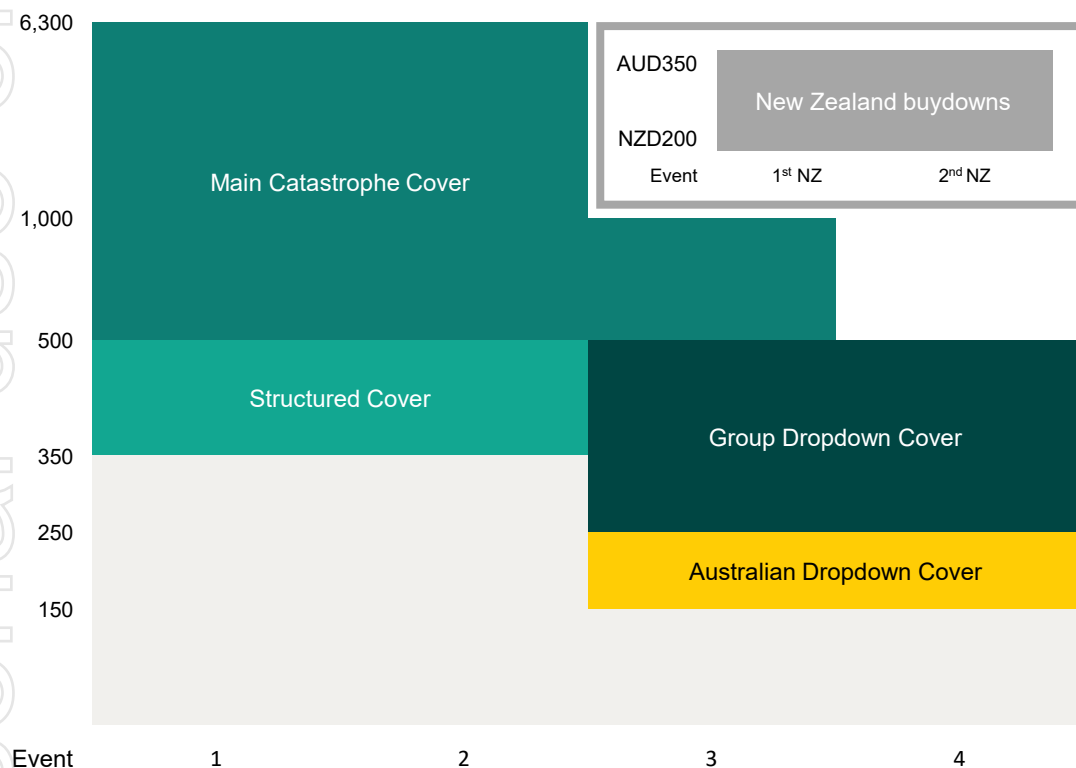 6,300
AUD350
New Zealand buydowns
NZD200
Event 1st NZ 2nd NZ
Main Catastrophe Cover
1,000
500
Structured Cover
Group Dropdown Cover
350
250
Australian Dropdown Cover
150
Event 1 2 3 4